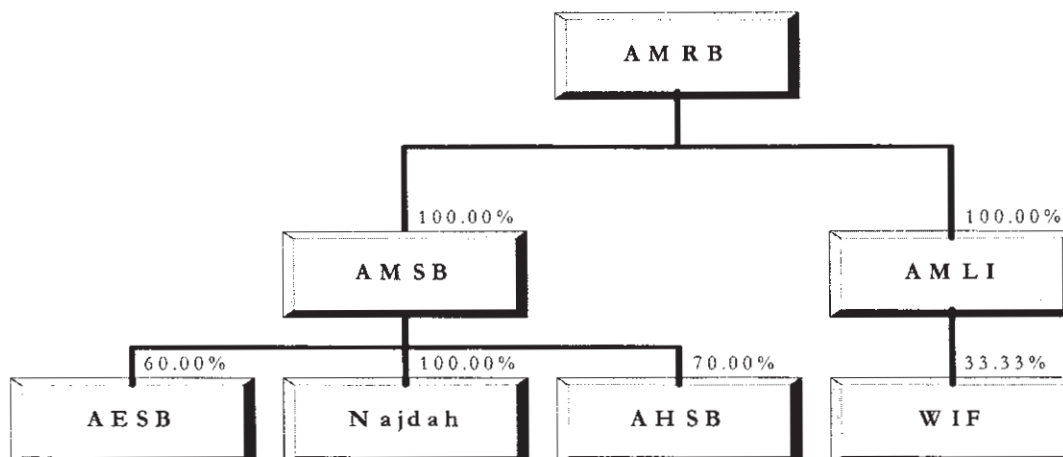 AMRB
100.00% 100.00%
AMSB AMLI
60.00% 100.00% 70.00% 33.33%
AESB Najdah AHSB WIF